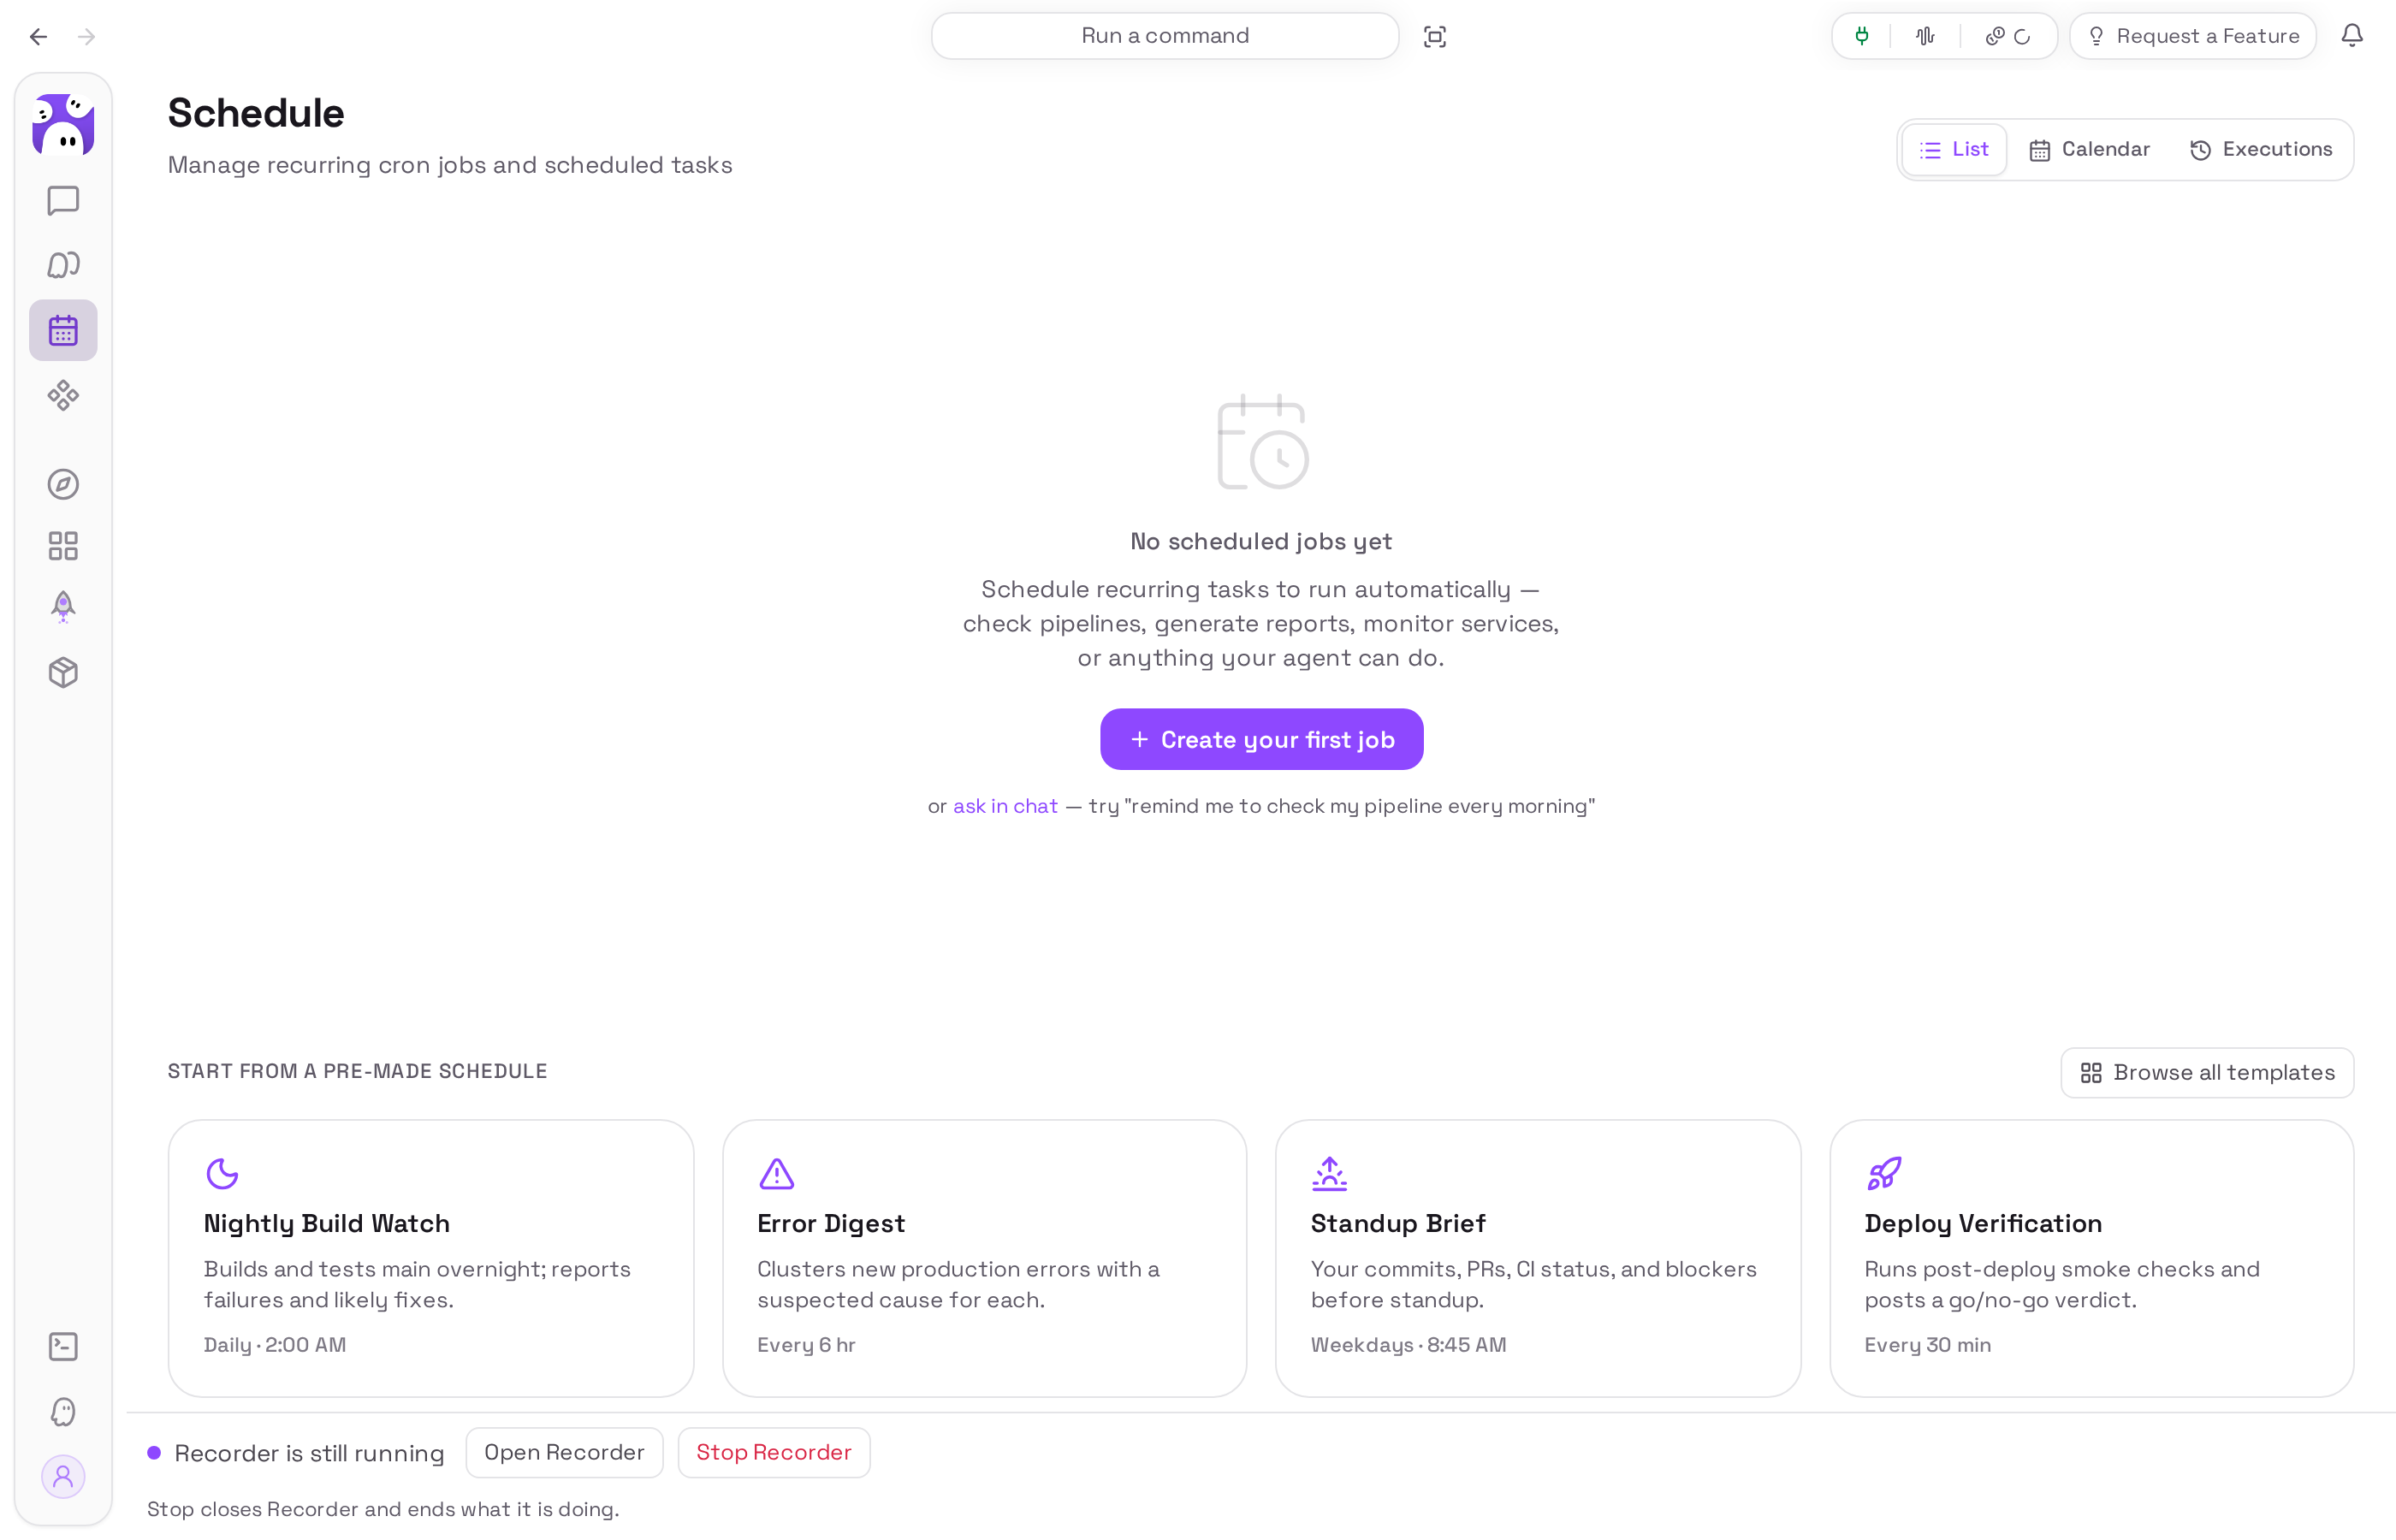 Run a command
Request a Feature
Schedule
Manage recurring cron jobs and scheduled tasks
List
Calendar
Executions
No scheduled jobs yet
Schedule recurring tasks to run automatically —
check pipelines, generate reports, monitor services,
or anything your agent can do.
+ Create your first job
or ask in chat — try "remind me to check my pipeline every morning"
START FROM A PRE-MADE SCHEDULE
Browse all templates
Nightly Build Watch
Builds and tests main overnight; reports
failures and likely fixes.
Daily · 2:00 AM
Error Digest
Clusters new production errors with a
suspected cause for each.
Every 6 hr
Standup Brief
Your commits, PRs, CI status, and blockers
before standup.
Weekdays · 8:45 AM
Deploy Verification
Runs post-deploy smoke checks and
posts a go/no-go verdict.
Every 30 min
Recorder is still running
Open Recorder
Stop Recorder
Stop closes Recorder and ends what it is doing.